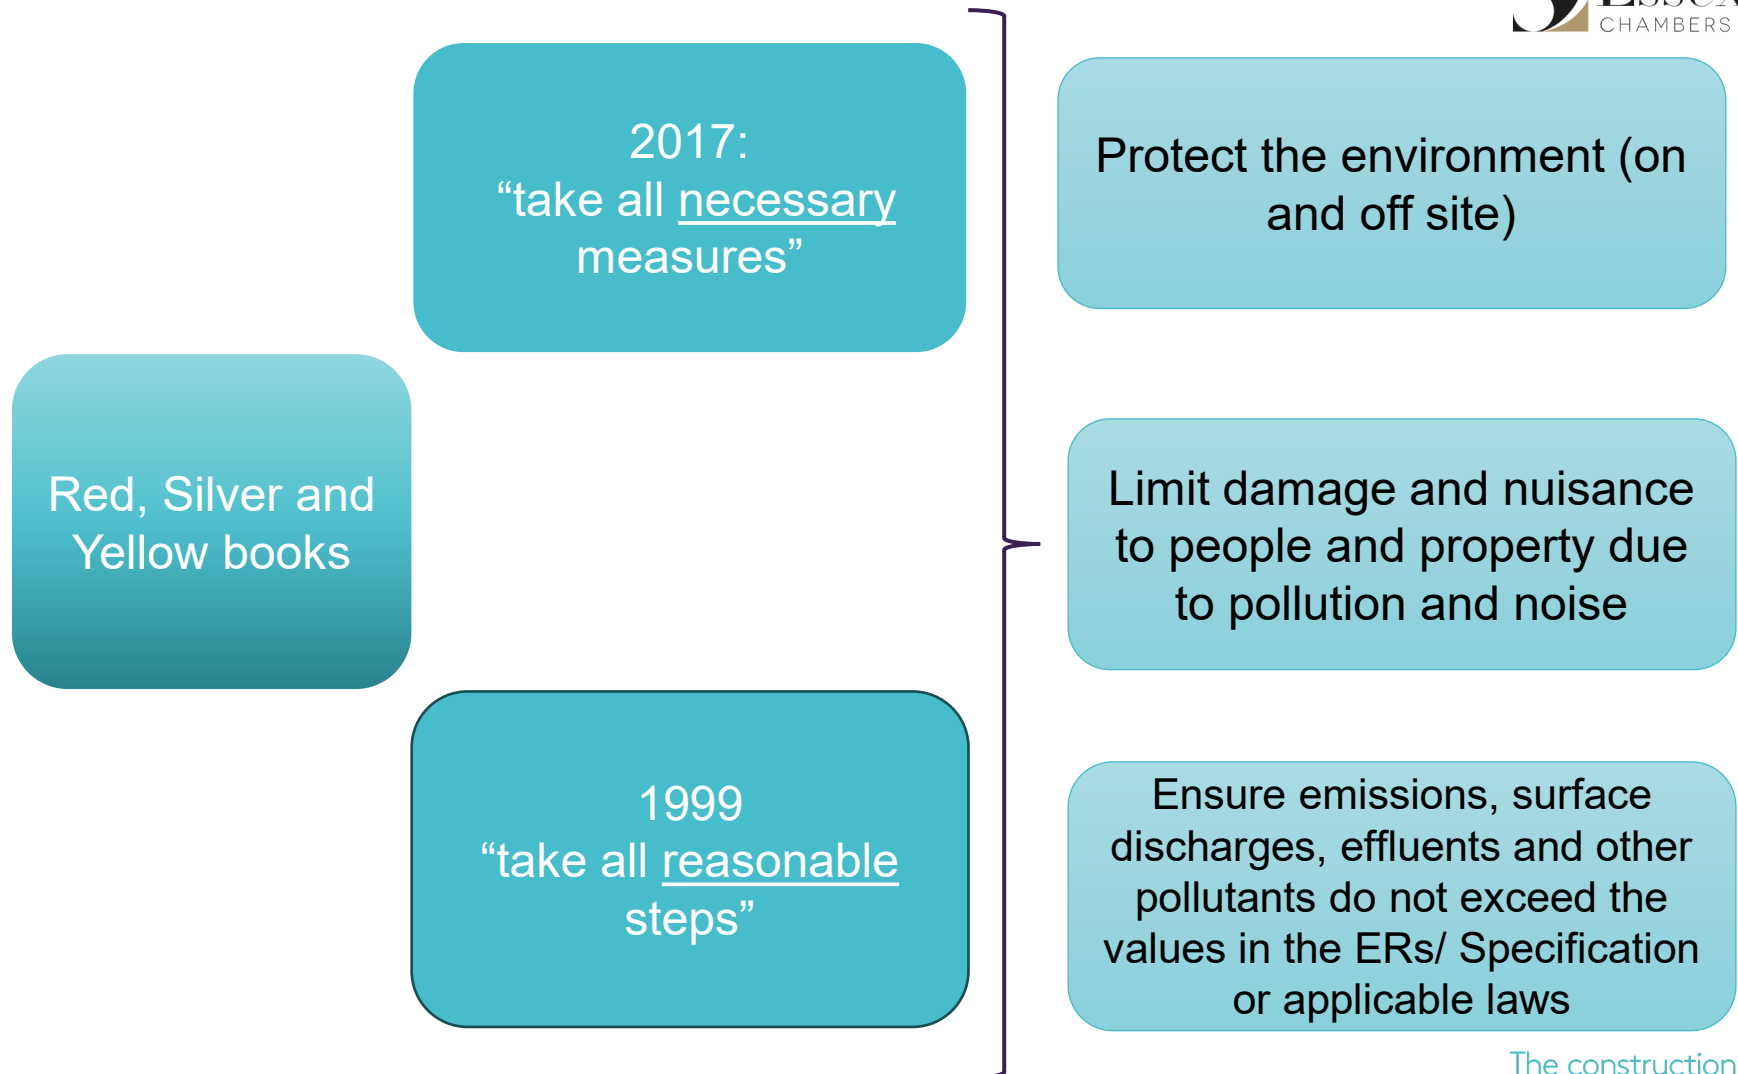 CHAMBERS
2017:
“take all necessary
measures”
Protect the environment (on
and off site)
Red, Silver and
Yellow books
Limit damage and nuisance
to people and property due
to pollution and noise
1999
“take all reasonable
steps”
Ensure emissions, surface
discharges, effluents and other
pollutants do not exceed the
values in the ERs/ Specification
or applicable laws
The construction